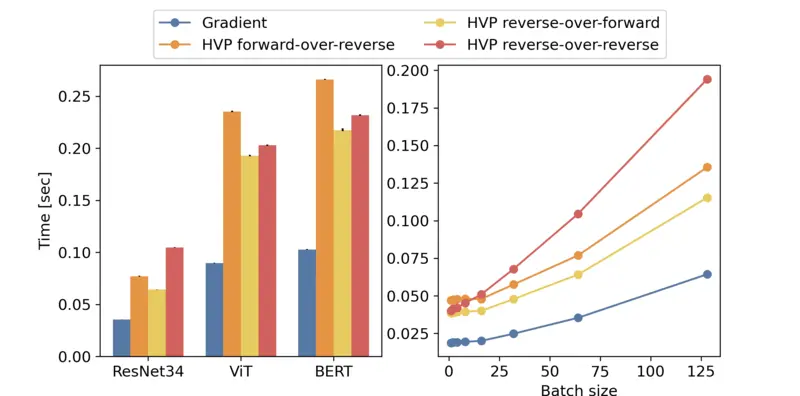 Gradient
HVP forward-over-reverse
HVP reverse-over-forward
HVP reverse-over-reverse
Time [sec]
0.25
0.20
0.15
0.10
0.05
0.00
ResNet34 ViT BERT
0.200
0.175
0.150
0.125
0.100
0.075
0.050
0.025
0 25 50 75 100 125
Batch size